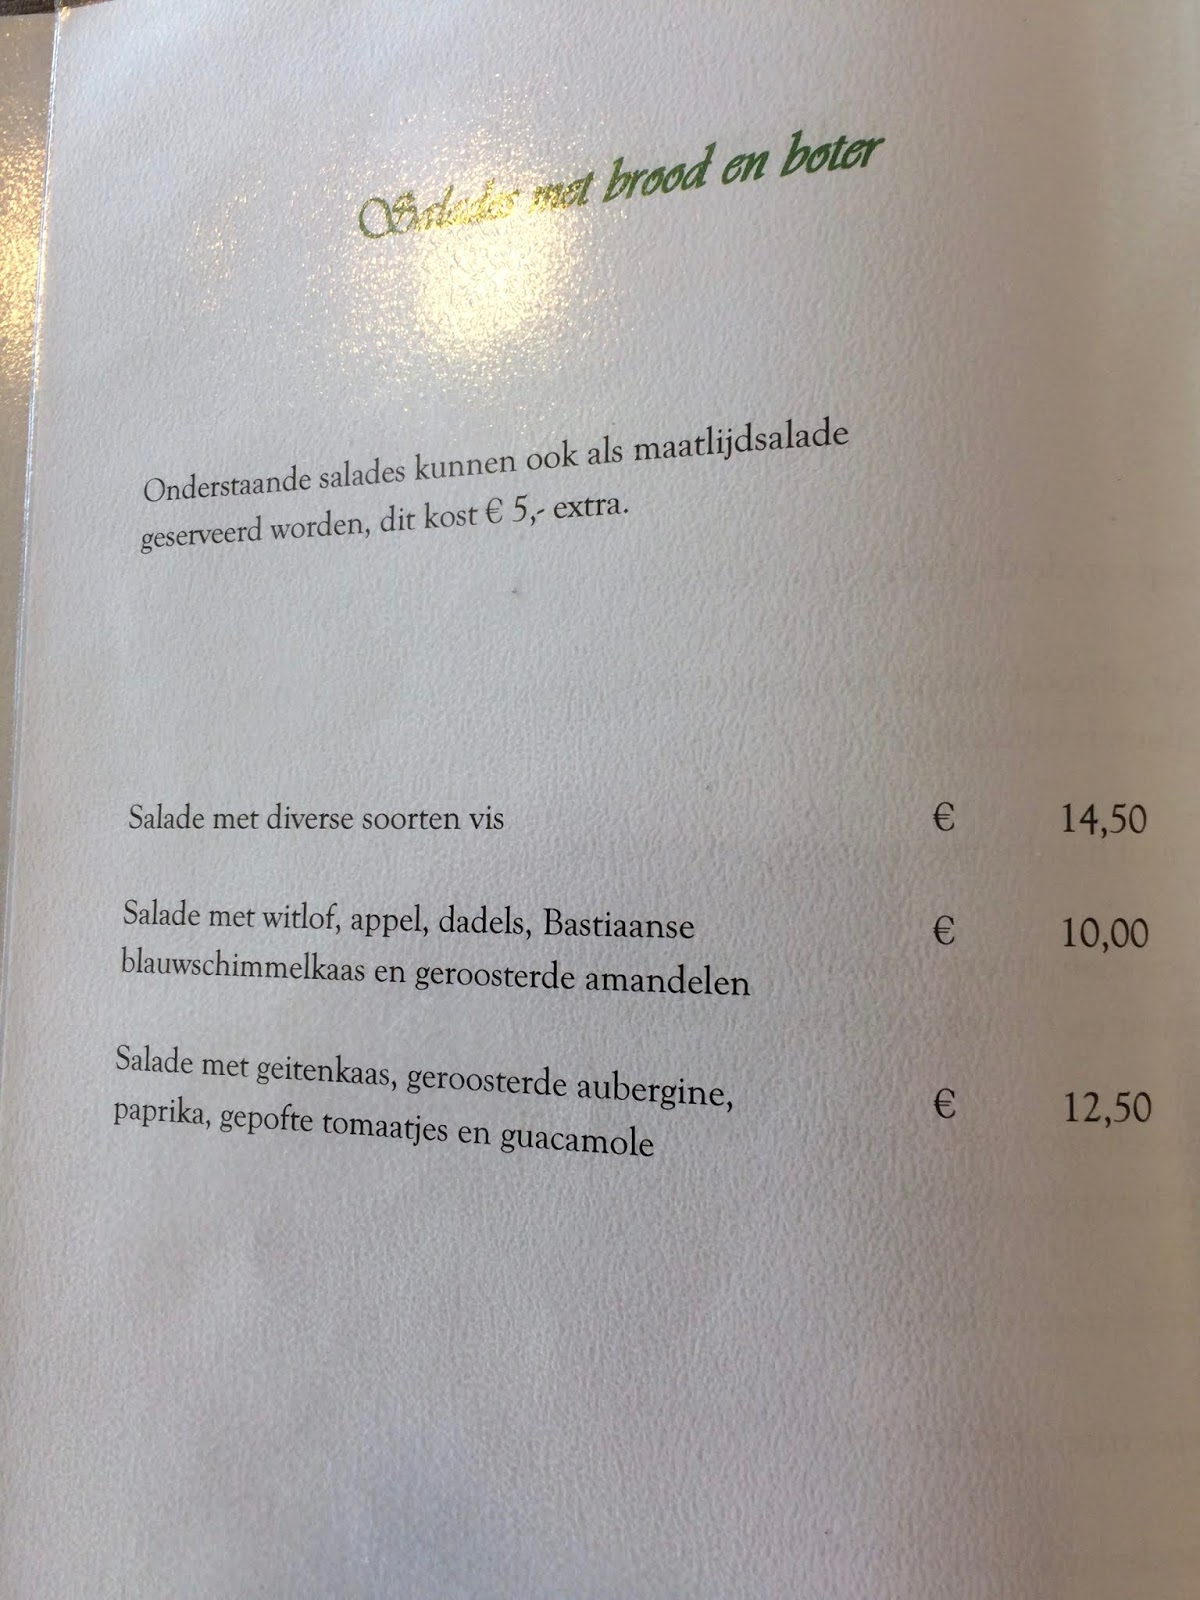 Salades met brood en boter
Onderstaande salades kunnen ook als maatlijdsalade
geserveerd worden, dit kost € 5,- extra.
Salade met diverse soorten vis € 14,50
Salade met witlof, appel, dadels, Bastiaanse € 10,00
blauwschimmelkaas en geroosterde amandelen
Salade met geitenkaas, geroosterde aubergine, € 12,50
paprika, gepofte tomaatjes en guacamole